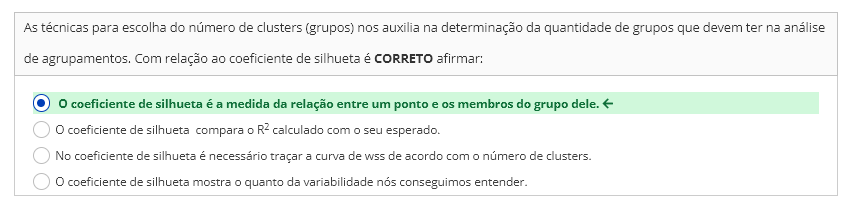 As técnicas para escolha do número de clusters (grupos) nos auxilia na determinação da quantidade de grupos que devem ter na análise
de agrupamentos. Com relação ao coeficiente de silhueta é CORRETO afirmar:
O coeficiente de silhueta é a medida da relação entre um ponto e os membros do grupo dele. ←
O coeficiente de silhueta compara o R² calculado com o seu esperado.
No coeficiente de silhueta é necessário traçar a curva de wss de acordo com o número de clusters.
O coeficiente de silhueta mostra o quanto da variabilidade nós conseguimos entender.